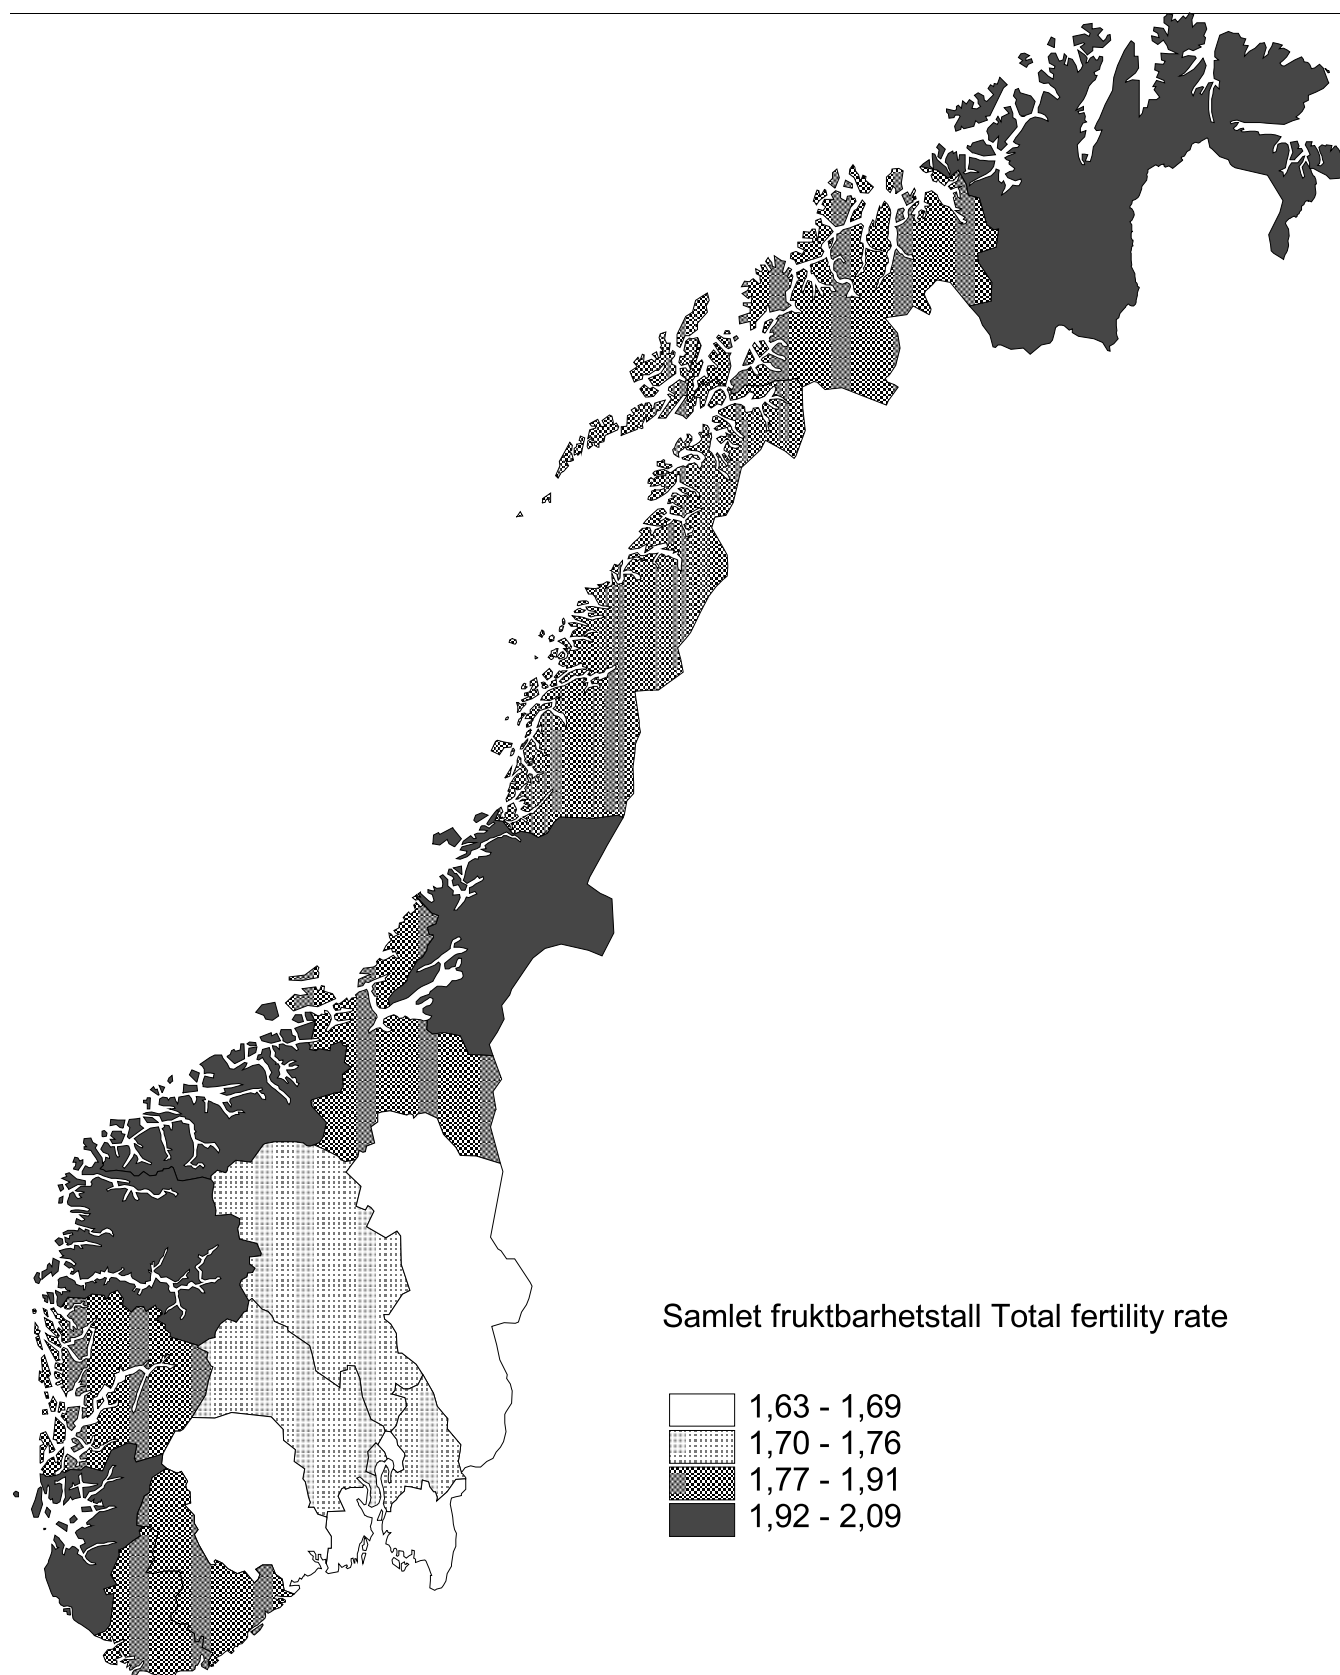 Samlet fruktbarhetstall Total fertility rate
1,63 - 1,69
1,70 - 1,76
1,77 - 1,91
1,92 - 2,09